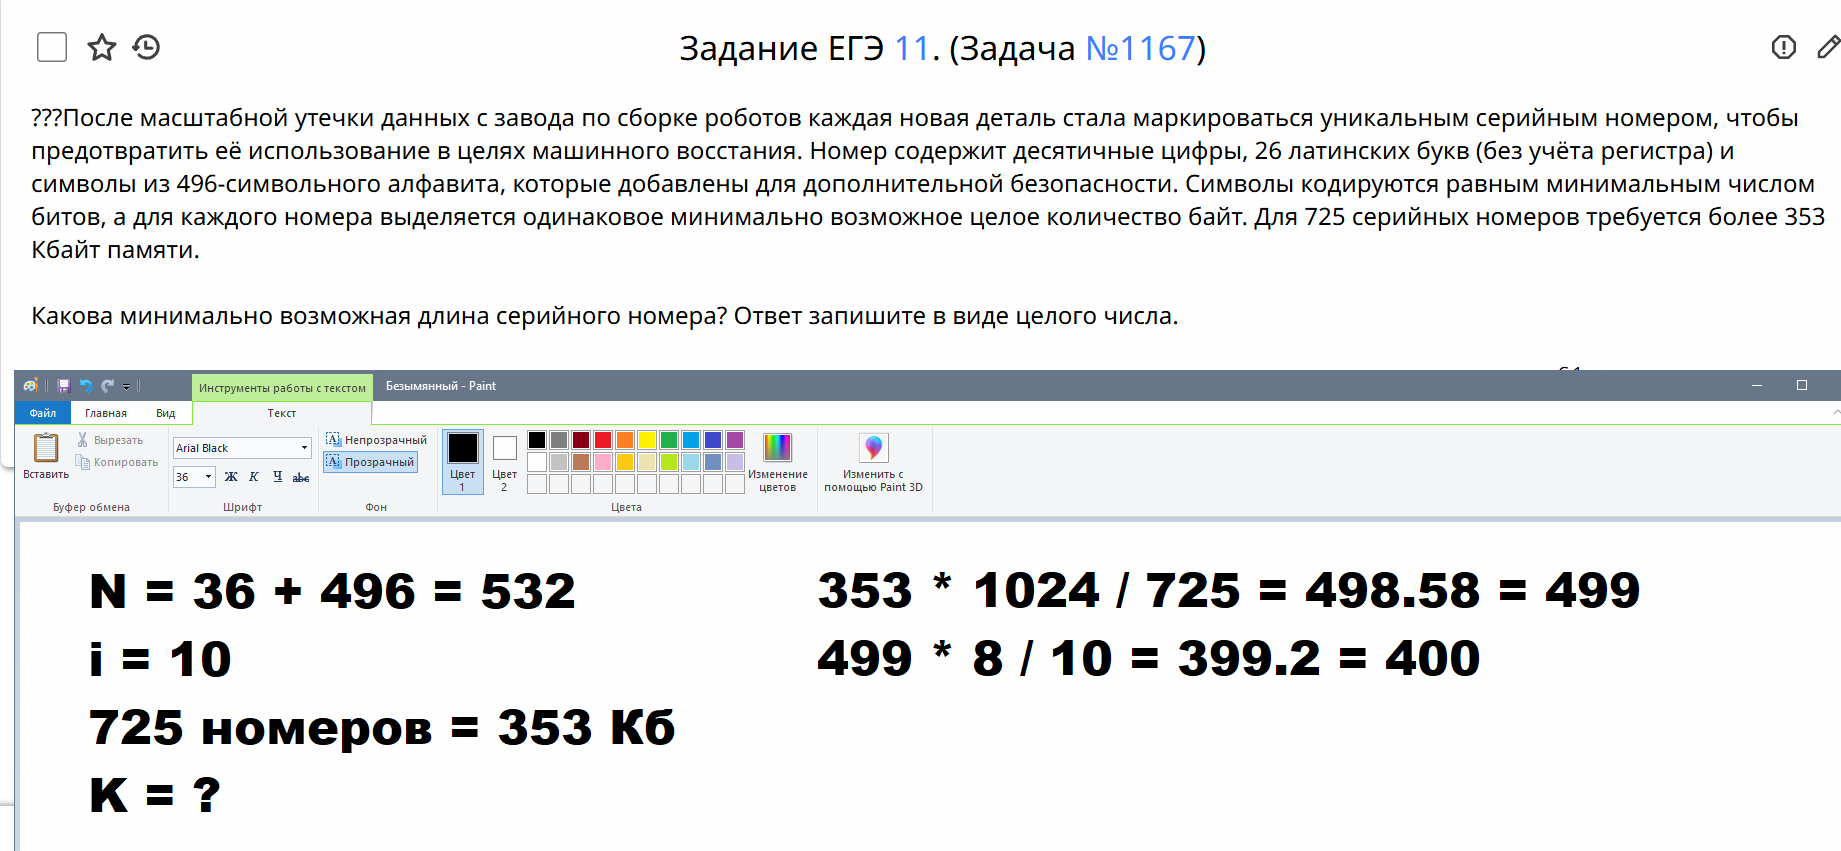 Задание ЕГЭ 11. (Задача №1167)
???После масштабной утечки данных с завода по сборке роботов каждая новая деталь стала маркироваться уникальным серийным номером, чтобы
предотвратить её использование в целях машинного восстания. Номер содержит десятичные цифры, 26 латинских букв (без учёта регистра) и
символы из 496-символьного алфавита, которые добавлены для дополнительной безопасности. Символы кодируются равным минимальным числом
битов, а для каждого номера выделяется одинаковое минимально возможное целое количество байт. Для 725 серийных номеров требуется более 353
Кбайт памяти.
Какова минимально возможная длина серийного номера? Ответ запишите в виде целого числа.
Инструменты работы с текстом
Безымянный - Paint
Файл Главная Вид Текст
Вставить
Вырезать
Копировать
Буфер обмена
Arial Black
36 Ж К Ч abc
Шрифт
Непрозрачный
Прозрачный
Фон
Цвет
1
Цвет
2
Изменение
цветов
Цвета
Изменить с
помощью Paint 3D
N = 36 + 496 = 532
i = 10
725 номеров = 353 Кб
K = ?
353 * 1024 / 725 = 498.58 = 499
499 * 8 / 10 = 399.2 = 400